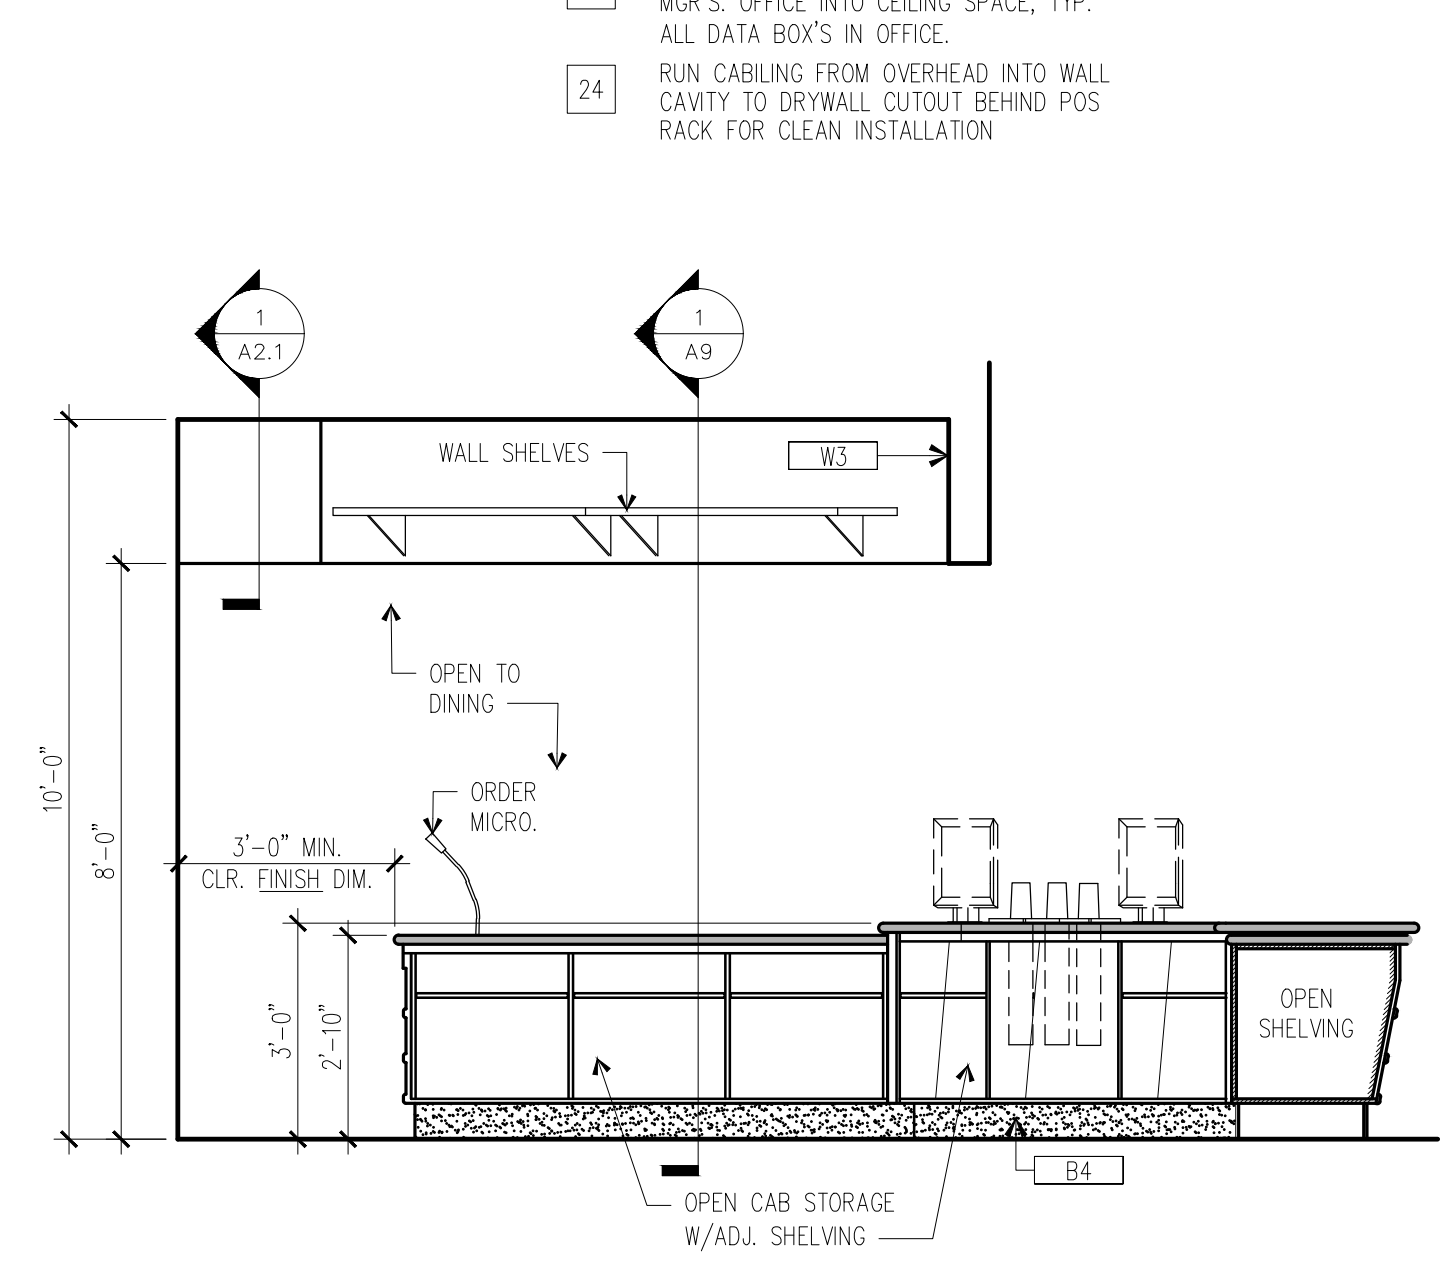 MGR'S. OFFICE INTO CEILING SPACE, TYP.
ALL DATA BOX'S IN OFFICE.
24
RUN CABILING FROM OVERHEAD INTO WALL
CAVITY TO DRYWALL CUTOUT BEHIND POS
RACK FOR CLEAN INSTALLATION
1
A2.1
1
A9
WALL SHELVES
W3
OPEN TO
DINING
10'-0"
8'-0"
ORDER
MICRO.
3'-0" MIN.
CLR. FINISH DIM.
3'-0"
2'-10"
OPEN
SHELVING
B4
OPEN CAB STORAGE
W/ADJ. SHELVING